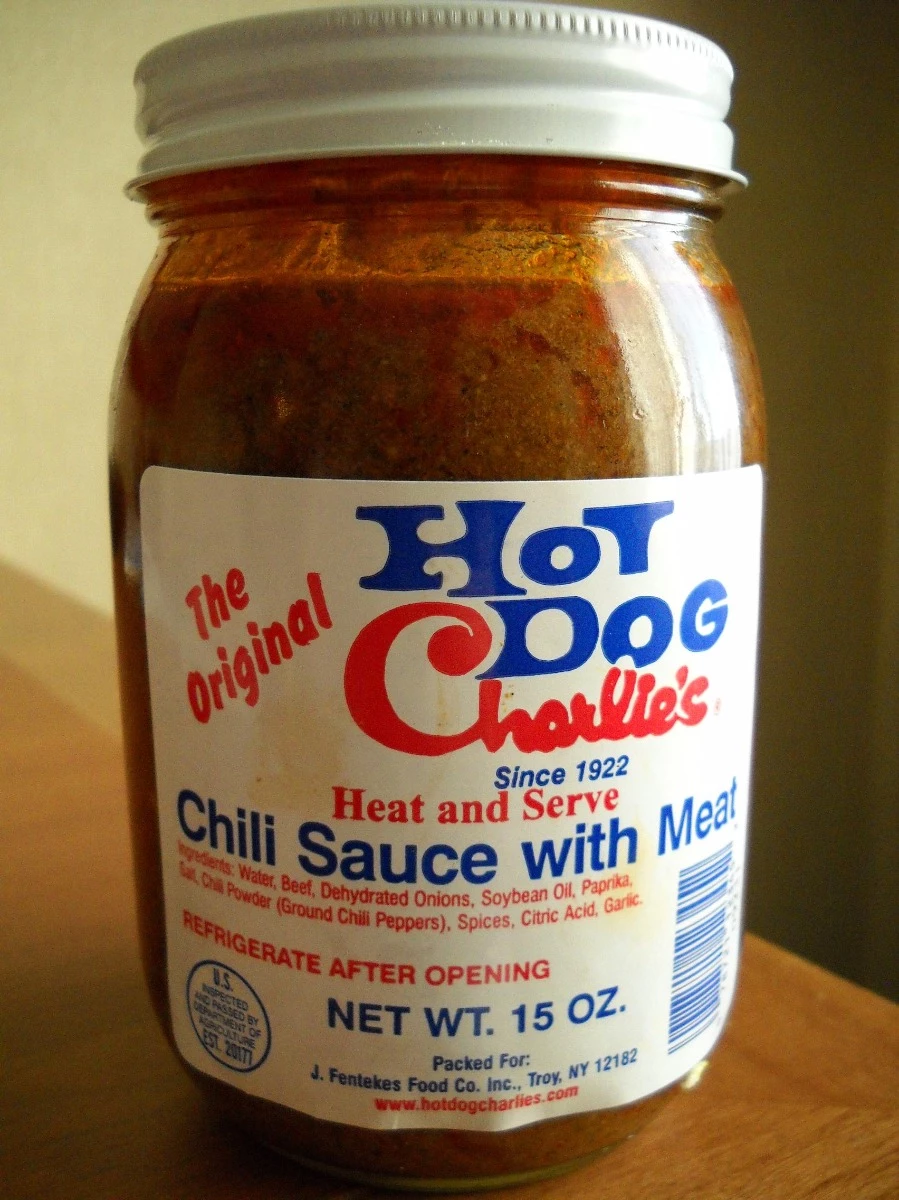 The
Original
HOT
DOG
Charlie's ®
Since 1922
Heat and Serve
Chili Sauce with Meat
Ingredients: Water, Beef, Dehydrated Onions, Soybean Oil, Paprika,
Salt, Chili Powder (Ground Chili Peppers), Spices, Citric Acid, Garlic.
REFRIGERATE AFTER OPENING
U.S.
INSPECTED
AND PASSED BY
DEPARTMENT OF
AGRICULTURE
EST. 20177
NET WT. 15 OZ.
Packed For:
J. Fentekes Food Co. Inc., Troy, NY 12182
www.hotdogcharlies.com